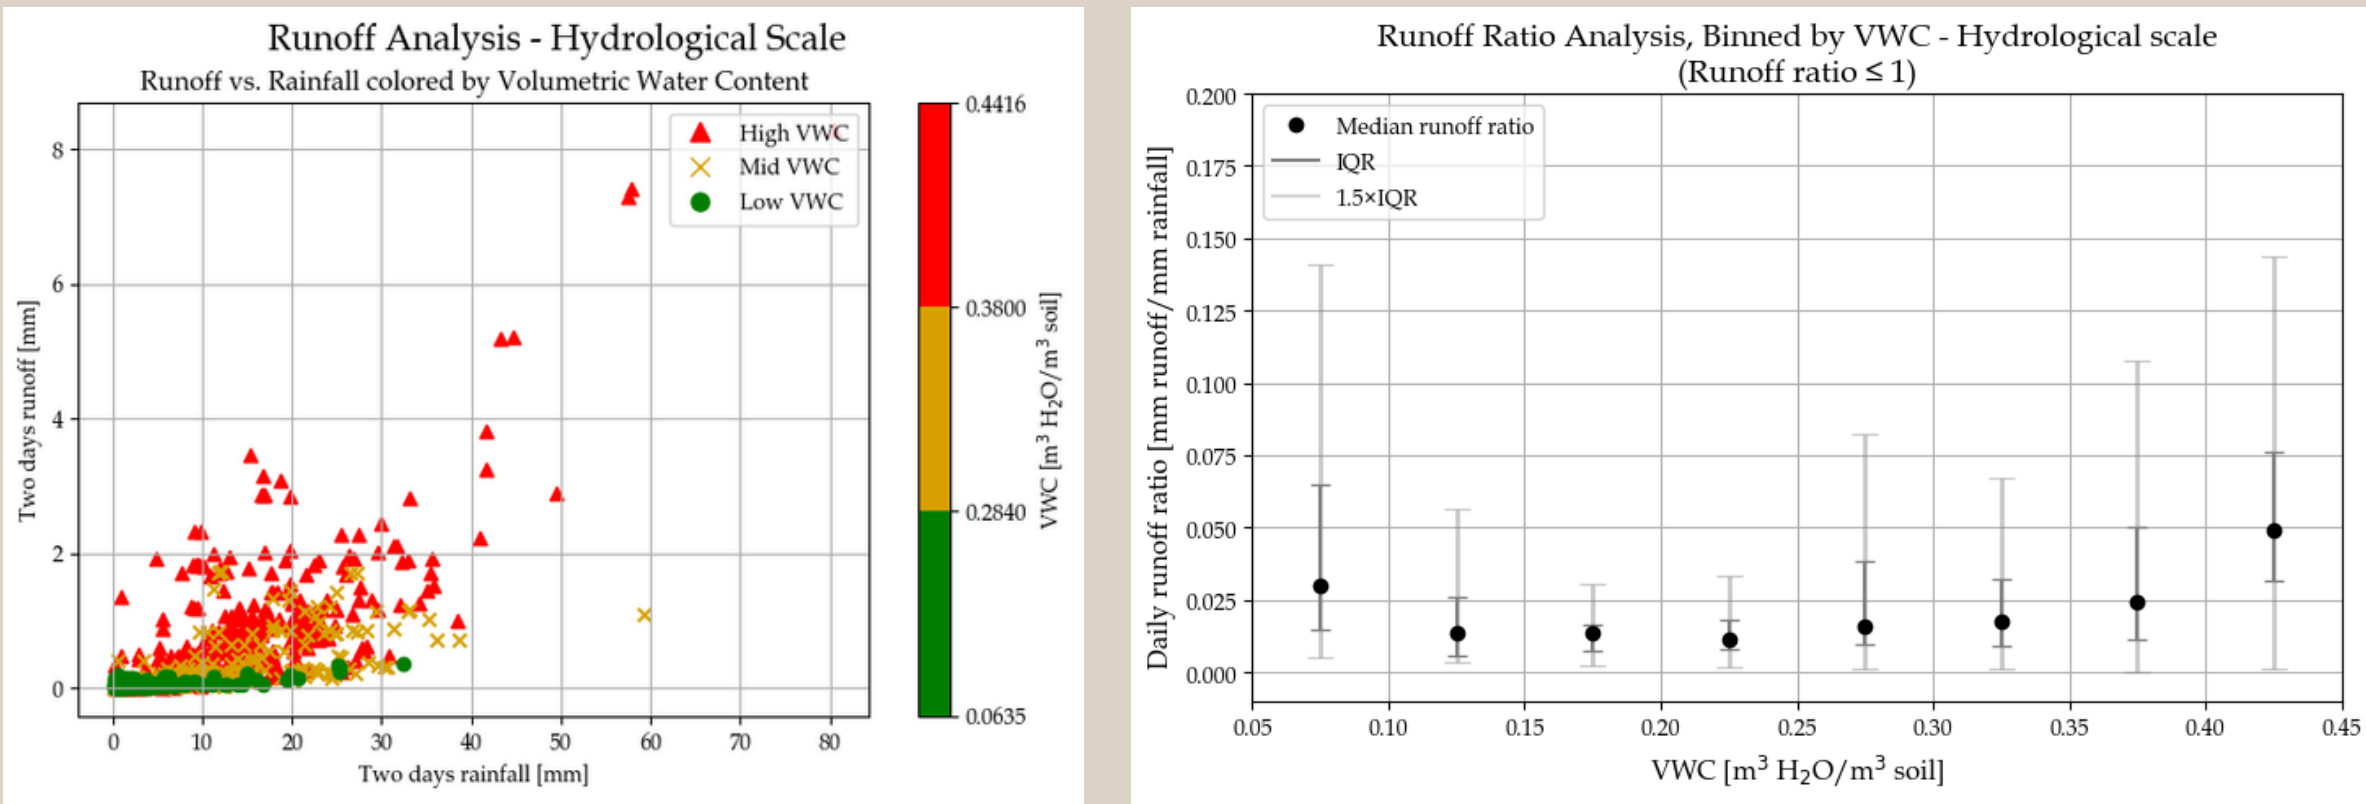 Runoff Analysis - Hydrological Scale
Runoff vs. Rainfall colored by Volumetric Water Content
High VWC
Mid VWC
Low VWC
8
6
4
2
0
Two days runoff [mm]
0 10 20 30 40 50 60 70 80
Two days rainfall [mm]
0.4416
0.3800
0.2840
0.0635
VWC [m³ H₂O/m³ soil]
Runoff Ratio Analysis, Binned by VWC - Hydrological scale
(Runoff ratio ≤ 1)
Median runoff ratio
IQR
1.5×IQR
0.200
0.175
0.150
0.125
0.100
0.075
0.050
0.025
0.000
Daily runoff ratio [mm runoff/mm rainfall]
0.05 0.10 0.15 0.20 0.25 0.30 0.35 0.40 0.45
VWC [m³ H₂O/m³ soil]